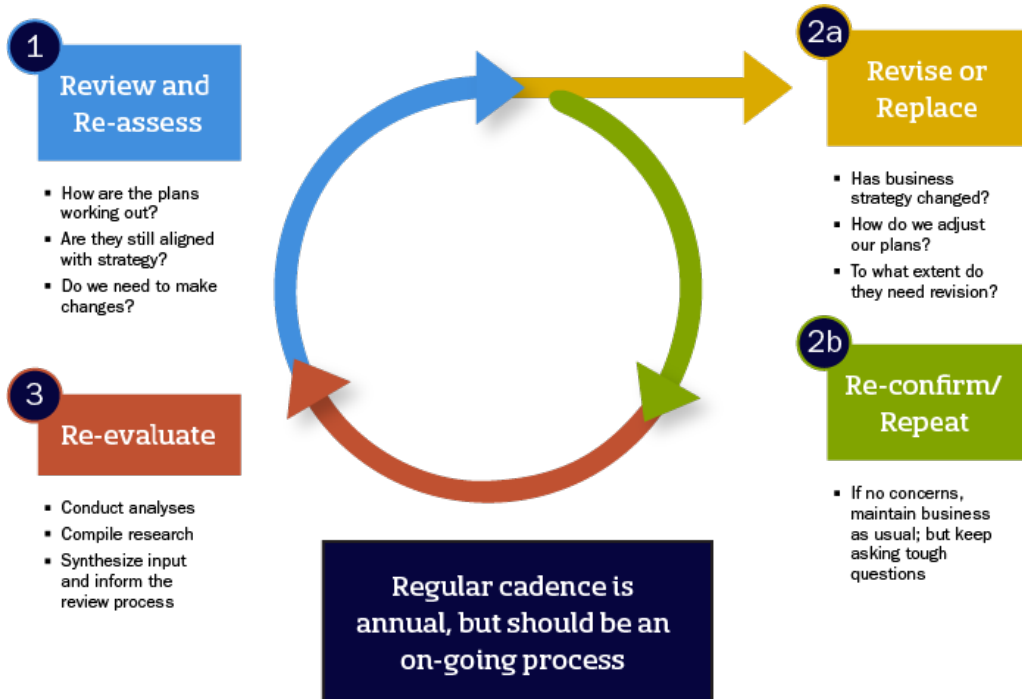 1
Review and
Re-assess
▪ How are the plans
working out?
▪ Are they still aligned
with strategy?
▪ Do we need to make
changes?
2a
Revise or
Replace
▪ Has business
strategy changed?
▪ How do we adjust
our plans?
▪ To what extent do
they need revision?
2b
Re-confirm/
Repeat
▪ If no concerns,
maintain business
as usual; but keep
asking tough
questions
3
Re-evaluate
▪ Conduct analyses
▪ Compile research
▪ Synthesize input
and inform the
review process
Regular cadence is
annual, but should be an
on-going process